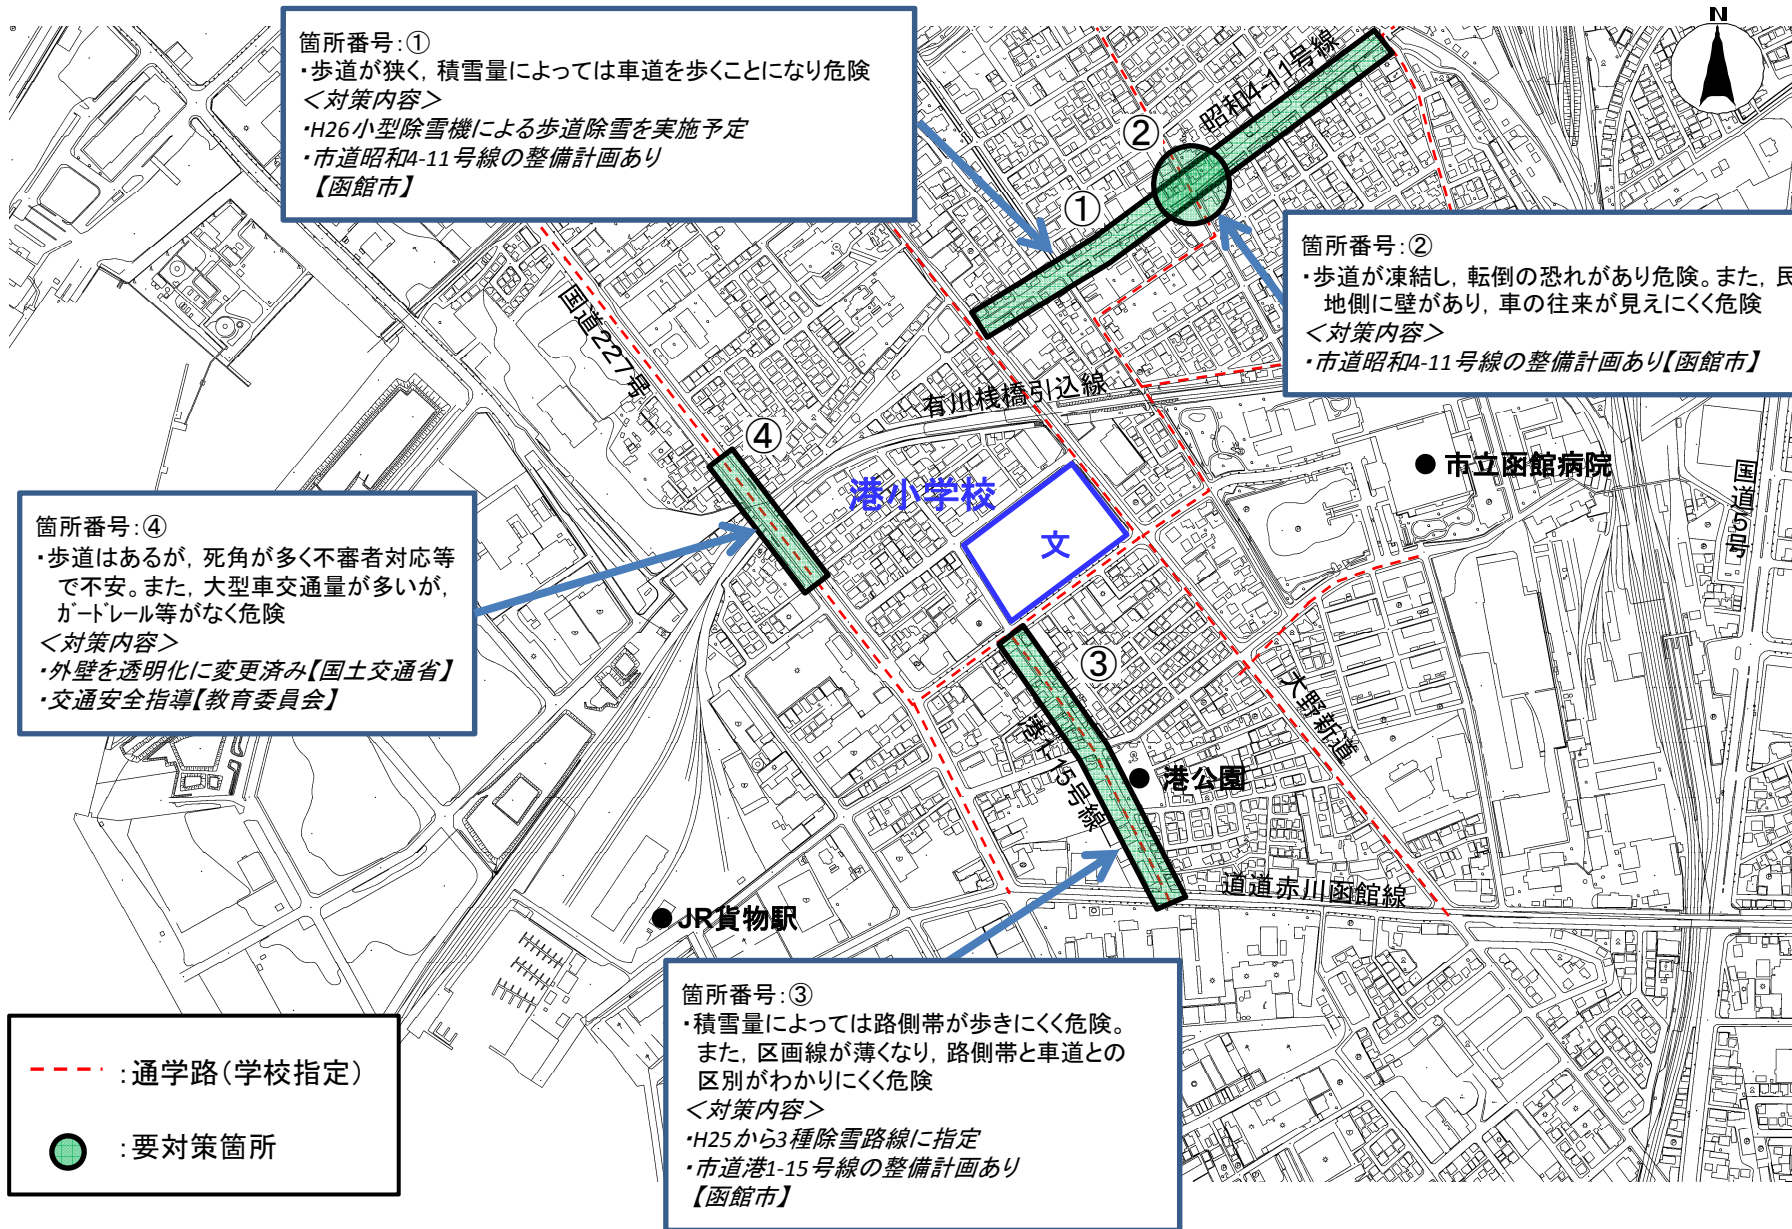 N
箇所番号：①
・歩道が狭く，積雪量によっては車道を歩くことになり危険
＜対策内容＞
・H26小型除雪機による歩道除雪を実施予定
・市道昭和4-11号線の整備計画あり
【函館市】
昭和4-11号線
②
①
箇所番号：②
・歩道が凍結し，転倒の恐れがあり危険。また，民
地側に壁があり，車の往来が見えにくく危険
＜対策内容＞
・市道昭和4-11号線の整備計画あり【函館市】
国道227号
有川桟橋引込線
④
港小学校
文
市立函館病院
国道5号
箇所番号：④
・歩道はあるが，死角が多く不審者対応等
で不安。また，大型車交通量が多いが，
ｶﾞｰﾄﾞﾚｰﾙ等がなく危険
＜対策内容＞
・外壁を透明化に変更済み【国土交通省】
・交通安全指導【教育委員会】
③
大野新道
港1-15号線
港公園
道道赤川函館線
JR貨物駅
箇所番号：③
・積雪量によっては路側帯が歩きにくく危険。
また，区画線が薄くなり，路側帯と車道との
区別がわかりにくく危険
＜対策内容＞
・H25から3種除雪路線に指定
・市道港1-15号線の整備計画あり
【函館市】
：通学路（学校指定）
：要対策箇所